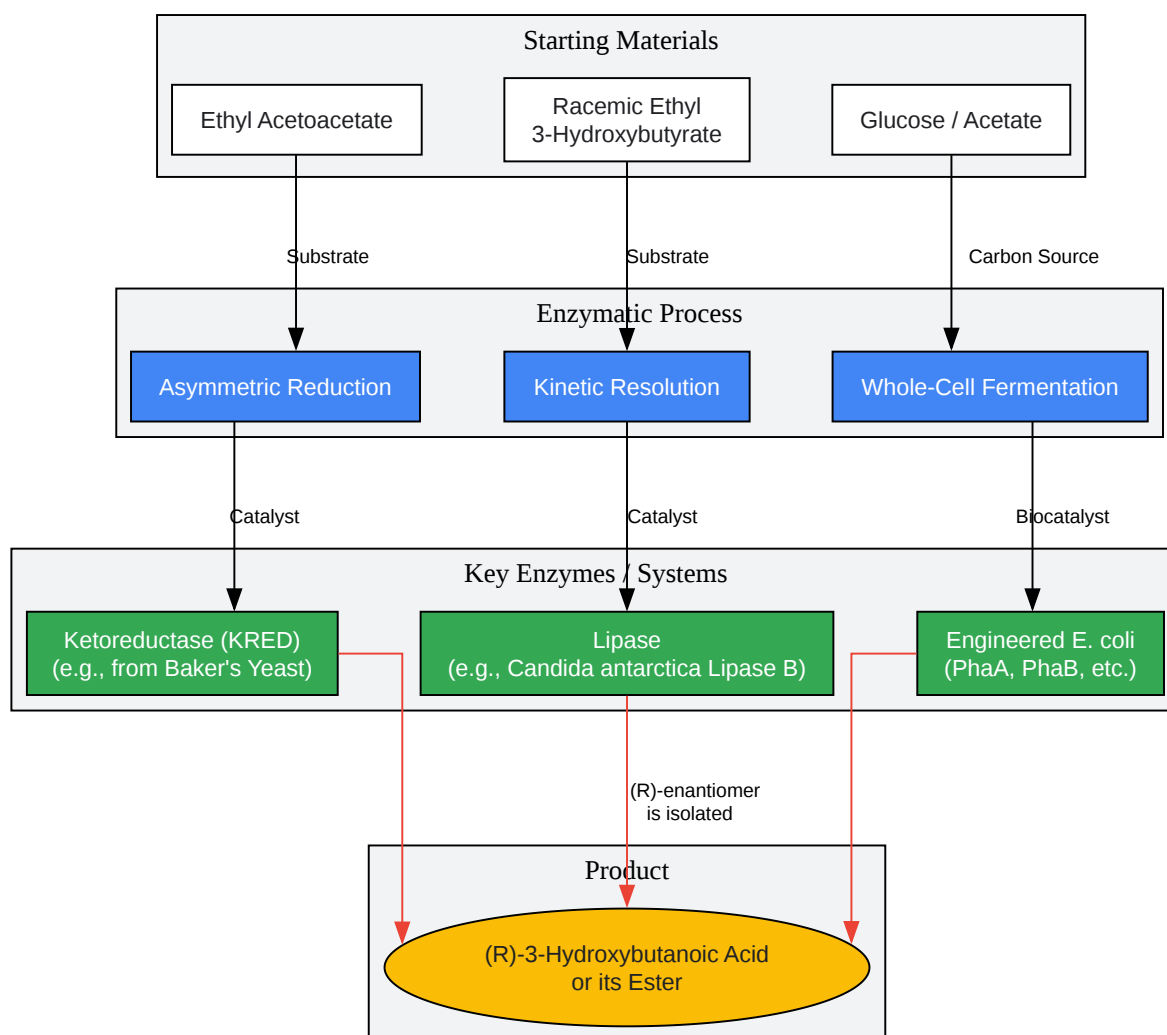 Starting Materials
Ethyl Acetoacetate
Racemic Ethyl
3-Hydroxybutyrate
Glucose / Acetate
Substrate
Substrate
Carbon Source
Enzymatic Process
Asymmetric Reduction
Kinetic Resolution
Whole-Cell Fermentation
Catalyst
Catalyst
Biocatalyst
Key Enzymes / Systems
Ketoreductase (KRED)
(e.g., from Baker's Yeast)
Lipase
(e.g., Candida antarctica Lipase B)
Engineered E. coli
(PhaA, PhaB, etc.)
(R)-enantiomer
is isolated
Product
(R)-3-Hydroxybutanoic Acid
or its Ester